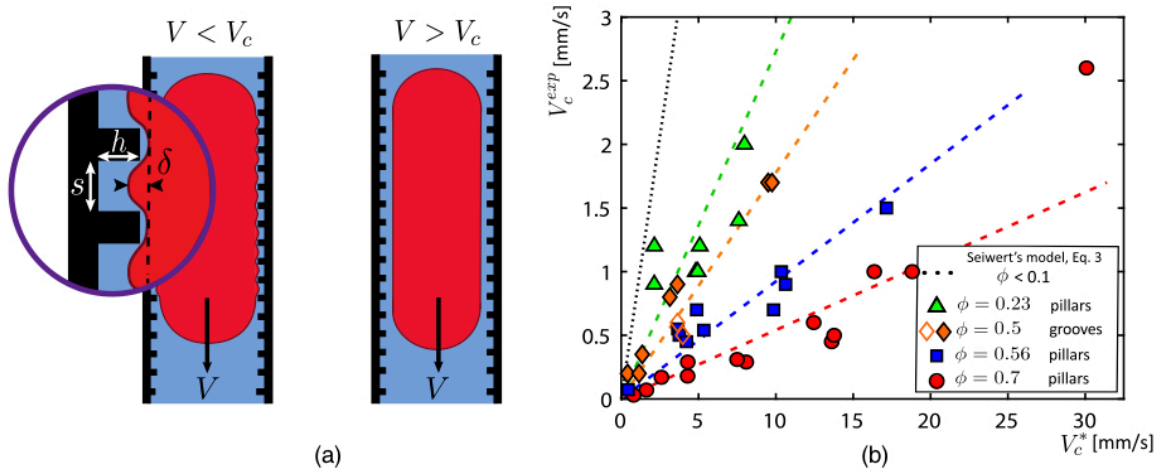 (a)
V < V_c
V > V_c
h
δ
s
V
V
(b)
V_c^{exp} [mm/s]
3
2.5
2
1.5
1
0.5
0
0
5
10
15
20
25
30
V_c^* [mm/s]
Seiwert's model, Eq. 3
ϕ < 0.1
ϕ = 0.23 pillars
ϕ = 0.5 grooves
ϕ = 0.56 pillars
ϕ = 0.7 pillars